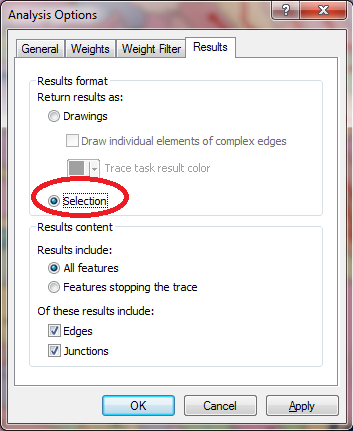 Analysis Options
General Weights Weight Filter Results
Results format
Return results as:
Drawings
Draw individual elements of complex edges
Trace task result color
Selection
Results content
Results include:
All features
Features stopping the trace
Of these results include:
Edges
Junctions
OK Cancel Apply